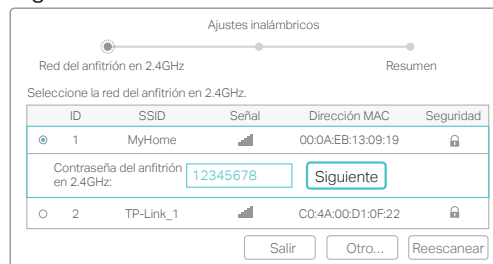 Ajustes inalámbricos
Red del anfitrión en 2.4GHz
Resumen
Seleccione la red del anfitrión en 2.4GHz.
ID SSID Señal Dirección MAC Seguridad
1 MyHome 00:0A:EB:13:09:19
Contraseña del anfitrión
en 2.4GHz:
12345678
Siguiente
2 TP-Link_1 C0:4A:00:D1:0F:22
Salir Otro... Reescanear